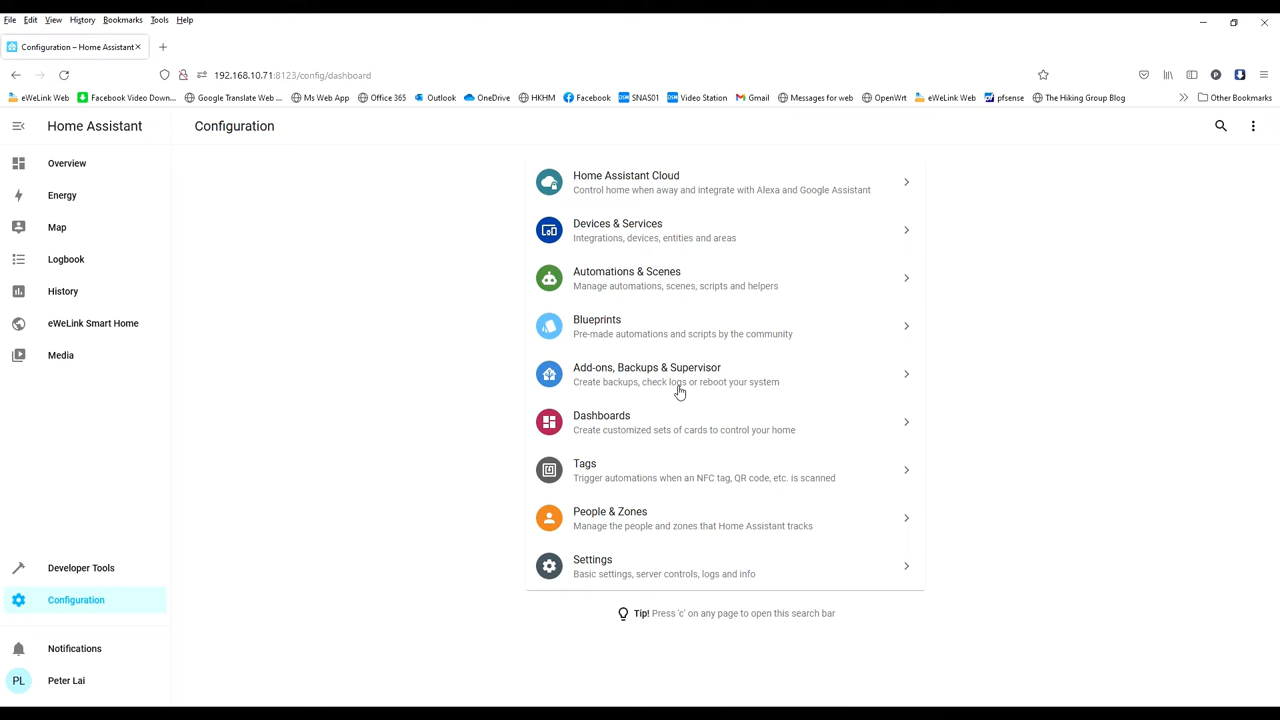 File Edit View History Bookmarks Tools Help
Configuration – Home Assistant
192.168.10.71:8123/config/dashboard
eWeLink Web Facebook Video Down... Google Translate Web ... Ms Web App Office 365 Outlook OneDrive HKHM Facebook SNAS01 Video Station Gmail Messages for web OpenWrt eWeLink Web pfsense The Hiking Group Blog Other Bookmarks
Home Assistant
Configuration
Overview
Energy
Map
Logbook
History
eWeLink Smart Home
Media
Developer Tools
Configuration
Notifications
PL Peter Lai
Home Assistant Cloud
Control home when away and integrate with Alexa and Google Assistant
Devices & Services
Integrations, devices, entities and areas
Automations & Scenes
Manage automations, scenes, scripts and helpers
Blueprints
Pre-made automations and scripts by the community
Add-ons, Backups & Supervisor
Create backups, check logs or reboot your system
Dashboards
Create customized sets of cards to control your home
Tags
Trigger automations when an NFC tag, QR code, etc. is scanned
People & Zones
Manage the people and zones that Home Assistant tracks
Settings
Basic settings, server controls, logs and info
Tip! Press 'c' on any page to open this search bar